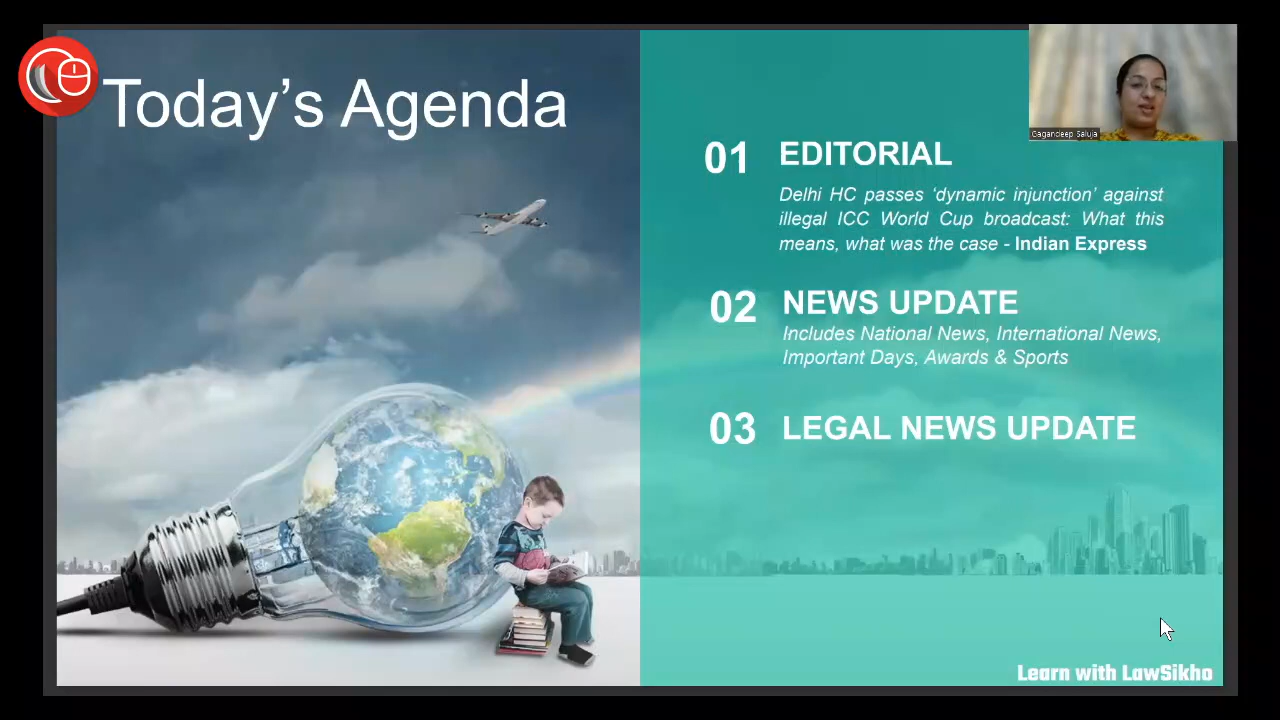 Today’s Agenda
Gagandeep Saluja
01 EDITORIAL
Delhi HC passes ‘dynamic injunction’ against
illegal ICC World Cup broadcast: What this
means, what was the case - Indian Express
02 NEWS UPDATE
Includes National News, International News,
Important Days, Awards & Sports
03 LEGAL NEWS UPDATE
Learn with LawSikho